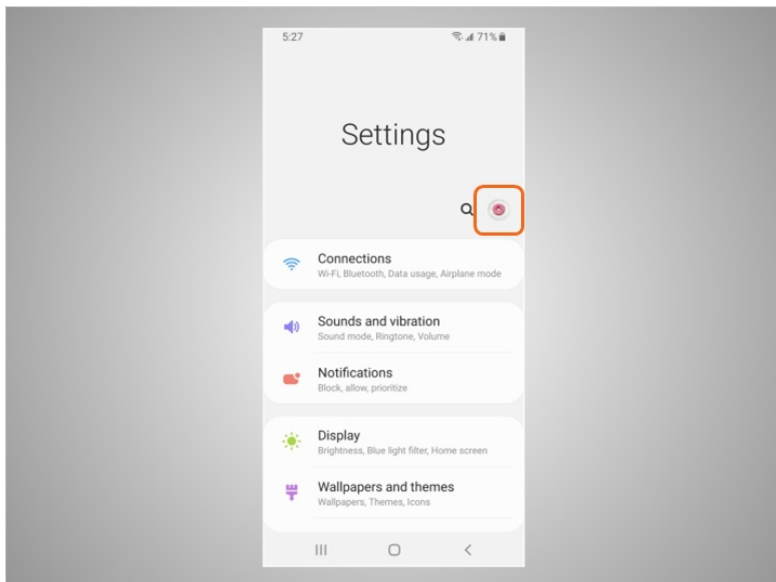 5:27 71%
Settings
Connections
Wi-Fi, Bluetooth, Data usage, Airplane mode
Sounds and vibration
Sound mode, Ringtone, Volume
Notifications
Block, allow, prioritize
Display
Brightness, Blue light filter, Home screen
Wallpapers and themes
Wallpapers, Themes, Icons